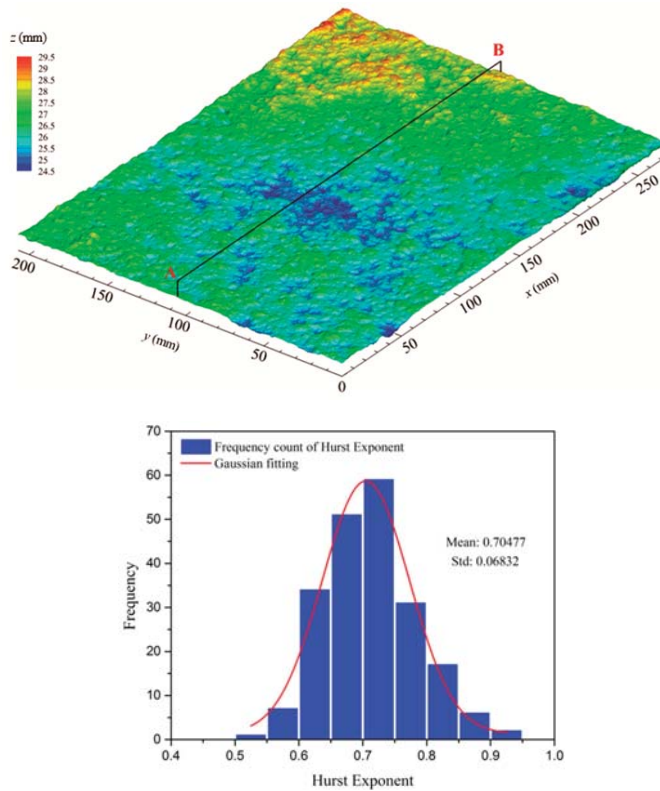 z (mm)
29.5
29
28.5
28
27.5
27
26.5
26
25.5
25
24.5
B
A
200
150
100
50
0
y (mm)
50
100
150
200
250
x (mm)
70
60
50
40
30
20
10
0
Frequency
Frequency count of Hurst Exponent
Gaussian fitting
Mean: 0.70477
Std: 0.06832
0.4 0.5 0.6 0.7 0.8 0.9 1.0
Hurst Exponent